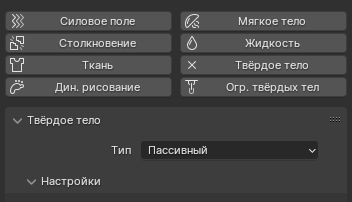 Силовое поле
Мягкое тело
Столкновение
Жидкость
Ткань
Твёрдое тело
Дин. рисование
Огр. твёрдых тел
Твёрдое тело
Тип Пассивный
Настройки